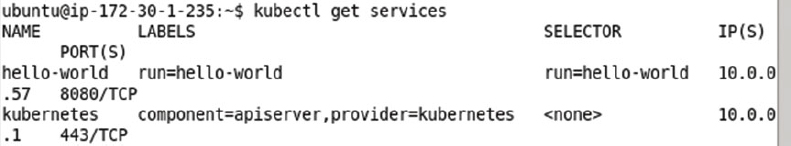 ubuntu@ip-172-30-1-235:~$ kubectl get services
NAME LABELS SELECTOR IP(S)
PORT(S)
hello-world run=hello-world run=hello-world 10.0.0
.57 8080/TCP
kubernetes component=apiserver,provider=kubernetes <none> 10.0.0
.1 443/TCP